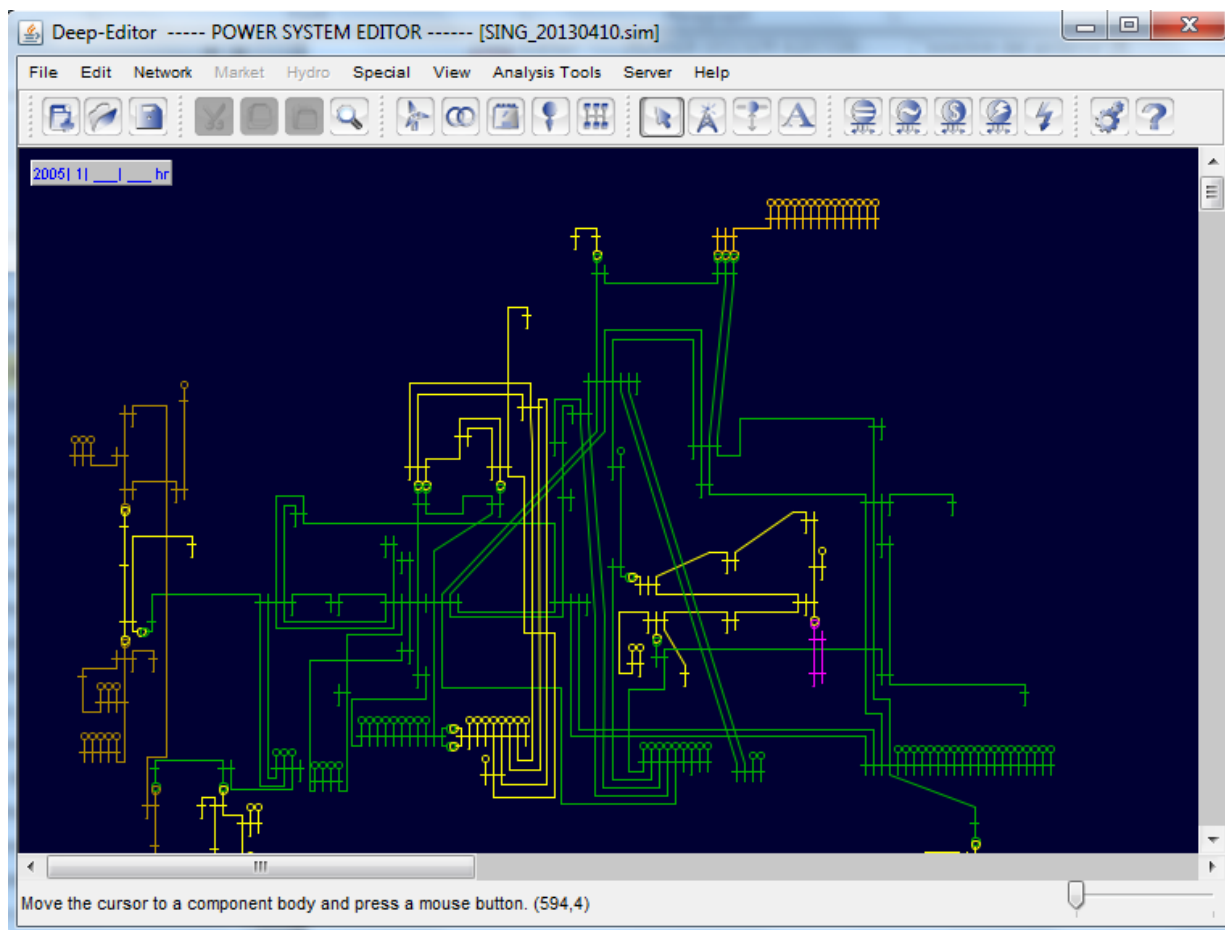 Deep-Editor ----- POWER SYSTEM EDITOR ------ [SING_20130410.sim]
File Edit Network Market Hydro Special View Analysis Tools Server Help
A $ ?
2005| 1| ___| ___ hr
Move the cursor to a component body and press a mouse button. (594,4)